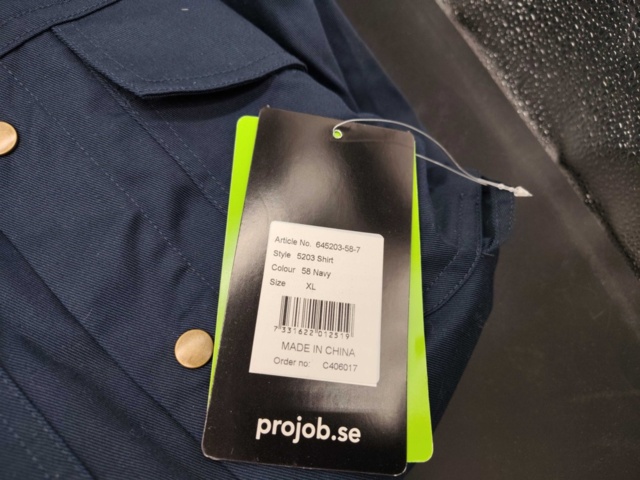 Article No. 645203-58-7
Style 5203 Shirt
Colour 58 Navy
Size XL
7 331622 012519
MADE IN CHINA
Order no: C406017
projob.se